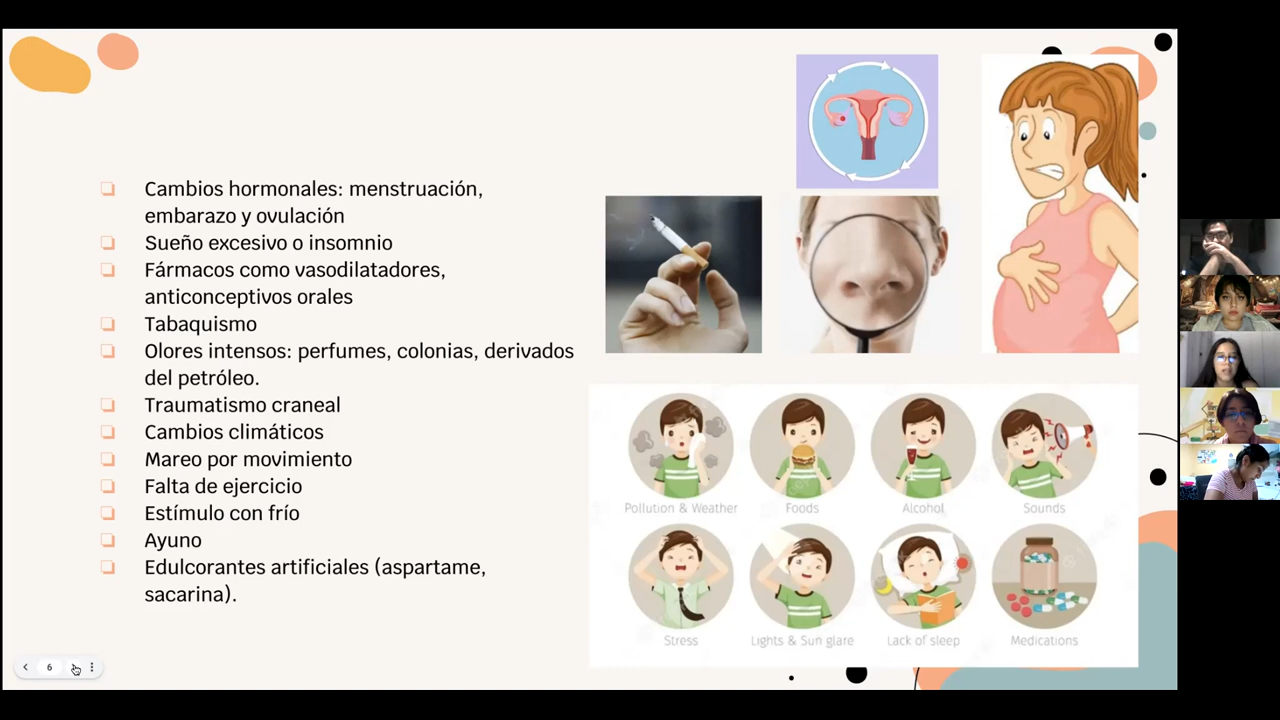 Cambios hormonales: menstruación,
embarazo y ovulación
Sueño excesivo o insomnio
Fármacos como vasodilatadores,
anticonceptivos orales
Tabaquismo
Olores intensos: perfumes, colonias, derivados
del petróleo.
Traumatismo craneal
Cambios climáticos
Mareo por movimiento
Falta de ejercicio
Estímulo con frío
Ayuno
Edulcorantes artificiales (aspartame,
sacarina).
Pollution & Weather
Foods
Alcohol
Sounds
Stress
Lights & Sun glare
Lack of sleep
Medications
6